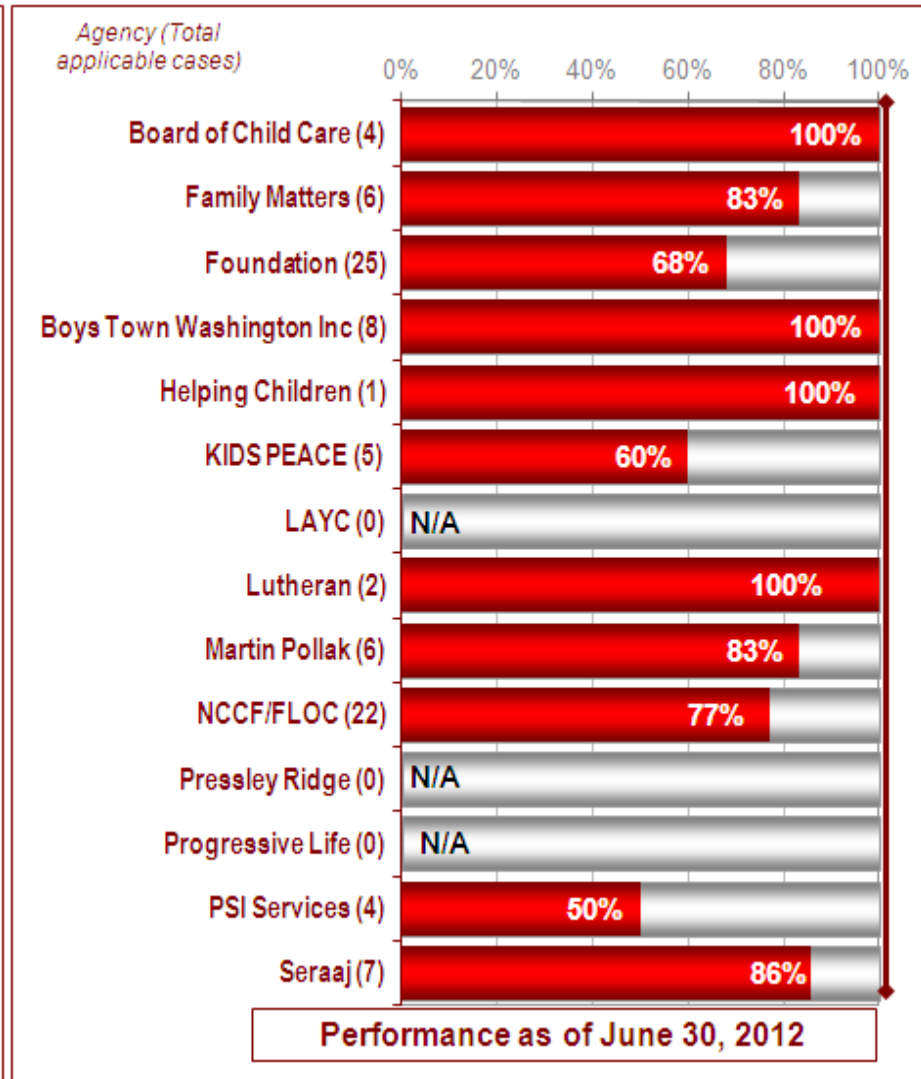 Agency (Total
applicable cases)
0% 20% 40% 60% 80% 100%
Board of Child Care (4) 100%
Family Matters (6) 83%
Foundation (25) 68%
Boys Town Washington Inc (8) 100%
Helping Children (1) 100%
KIDS PEACE (5) 60%
LAYC (0) N/A
Lutheran (2) 100%
Martin Pollak (6) 83%
NCCF/FLOC (22) 77%
Pressley Ridge (0) N/A
Progressive Life (0) N/A
PSI Services (4) 50%
Seraaj (7) 86%
Performance as of June 30, 2012